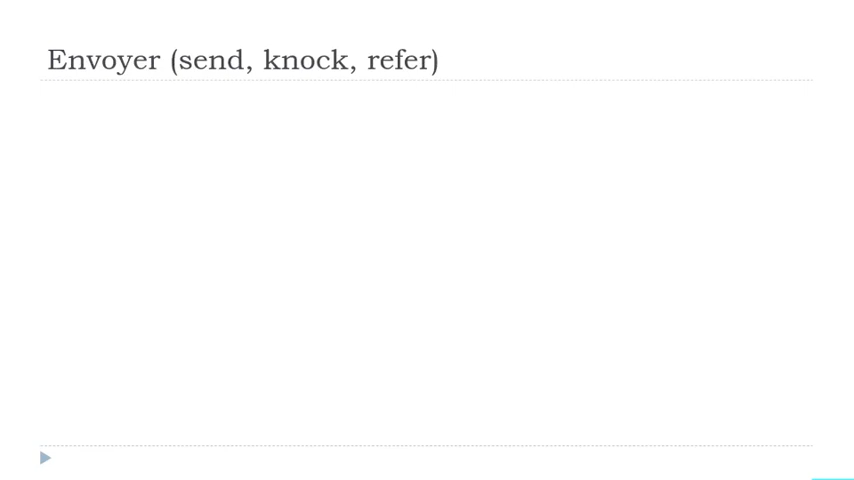 Envoyer (send, knock, refer)